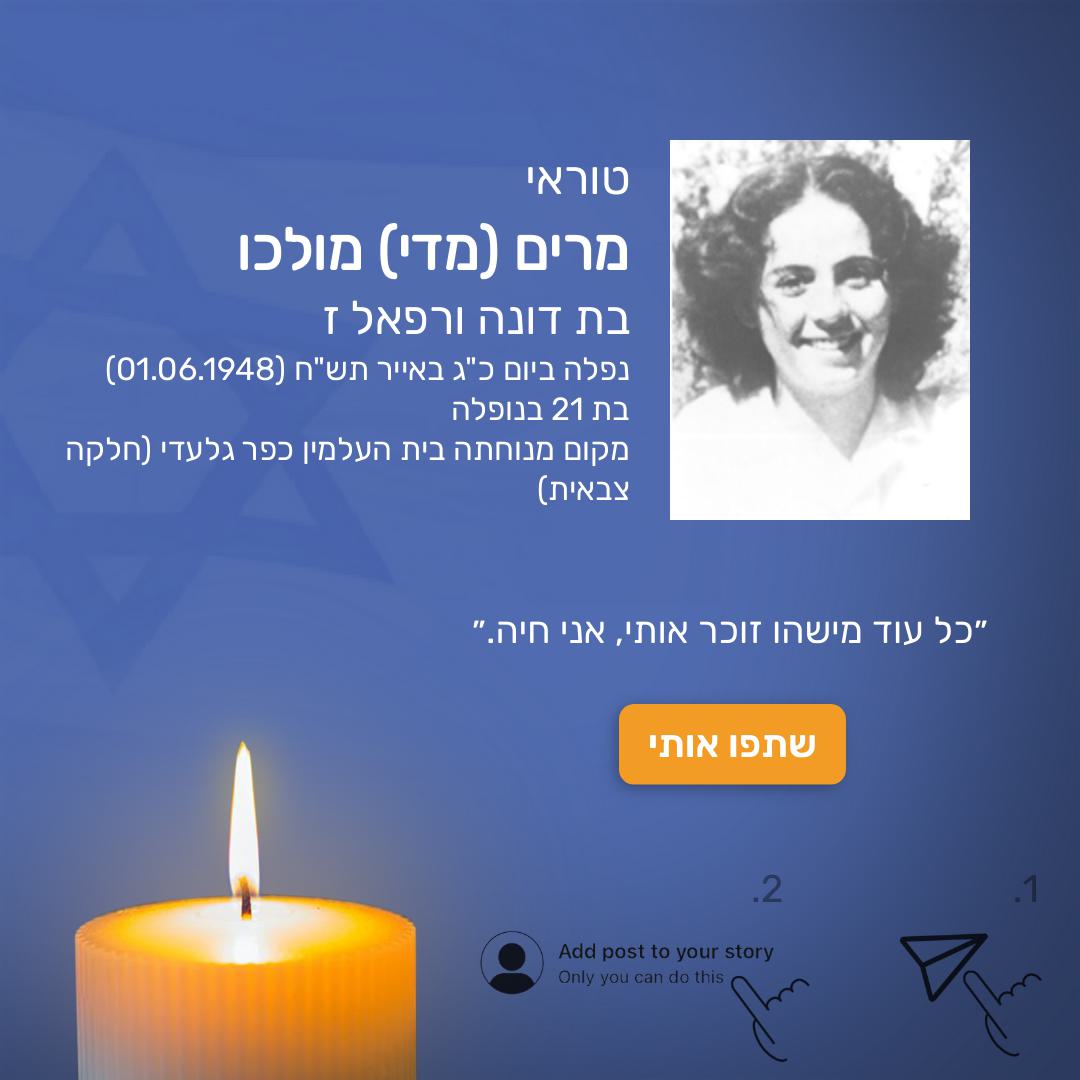 טוראי
מרים (מדי) מולכו
בת דונה ורפאל ז
נפלה ביום כ"ג באייר תש"ח (01.06.1948)
בת 21 בנופלה
מקום מנוחתה בית העלמין כפר גלעדי (חלקה
צבאית)
״כל עוד מישהו זוכר אותי, אני חיה.״
שתפו אותי
.1
.2
Add post to your story
Only you can do this